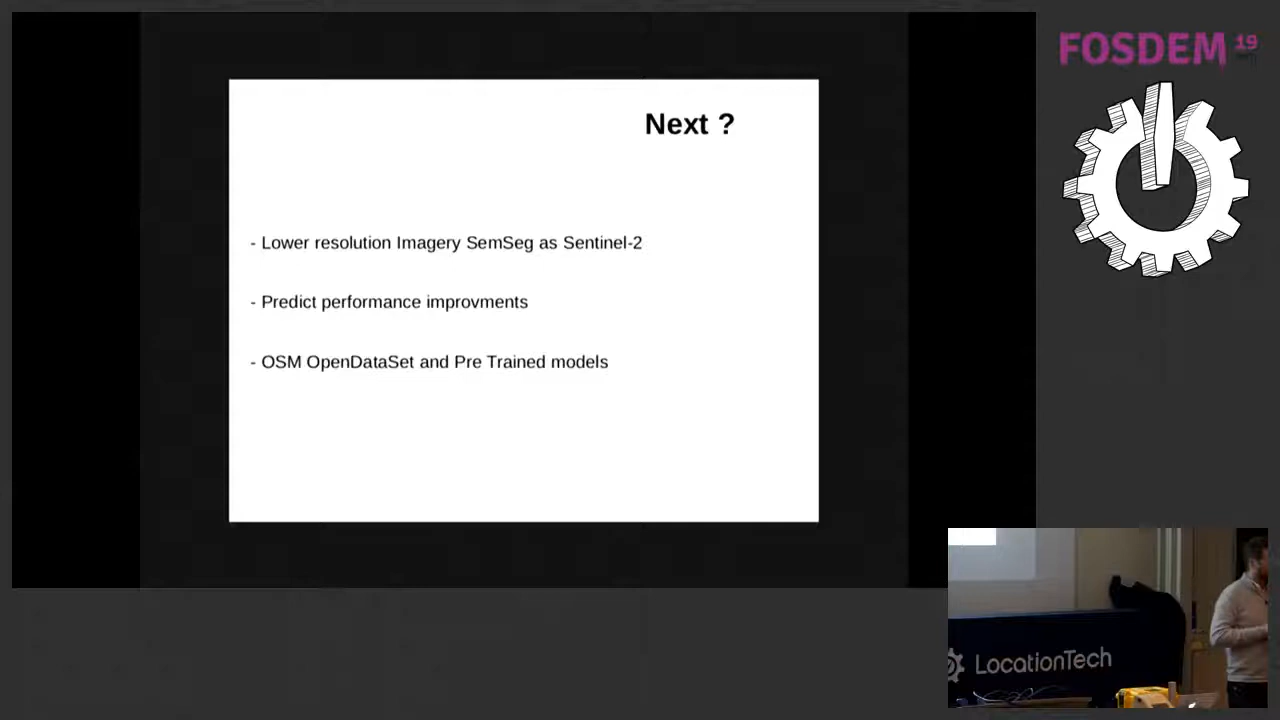 FOSDEM 19
Next ?
- Lower resolution Imagery SemSeg as Sentinel-2
- Predict performance improvments
- OSM OpenDataSet and Pre Trained models
LocationTech